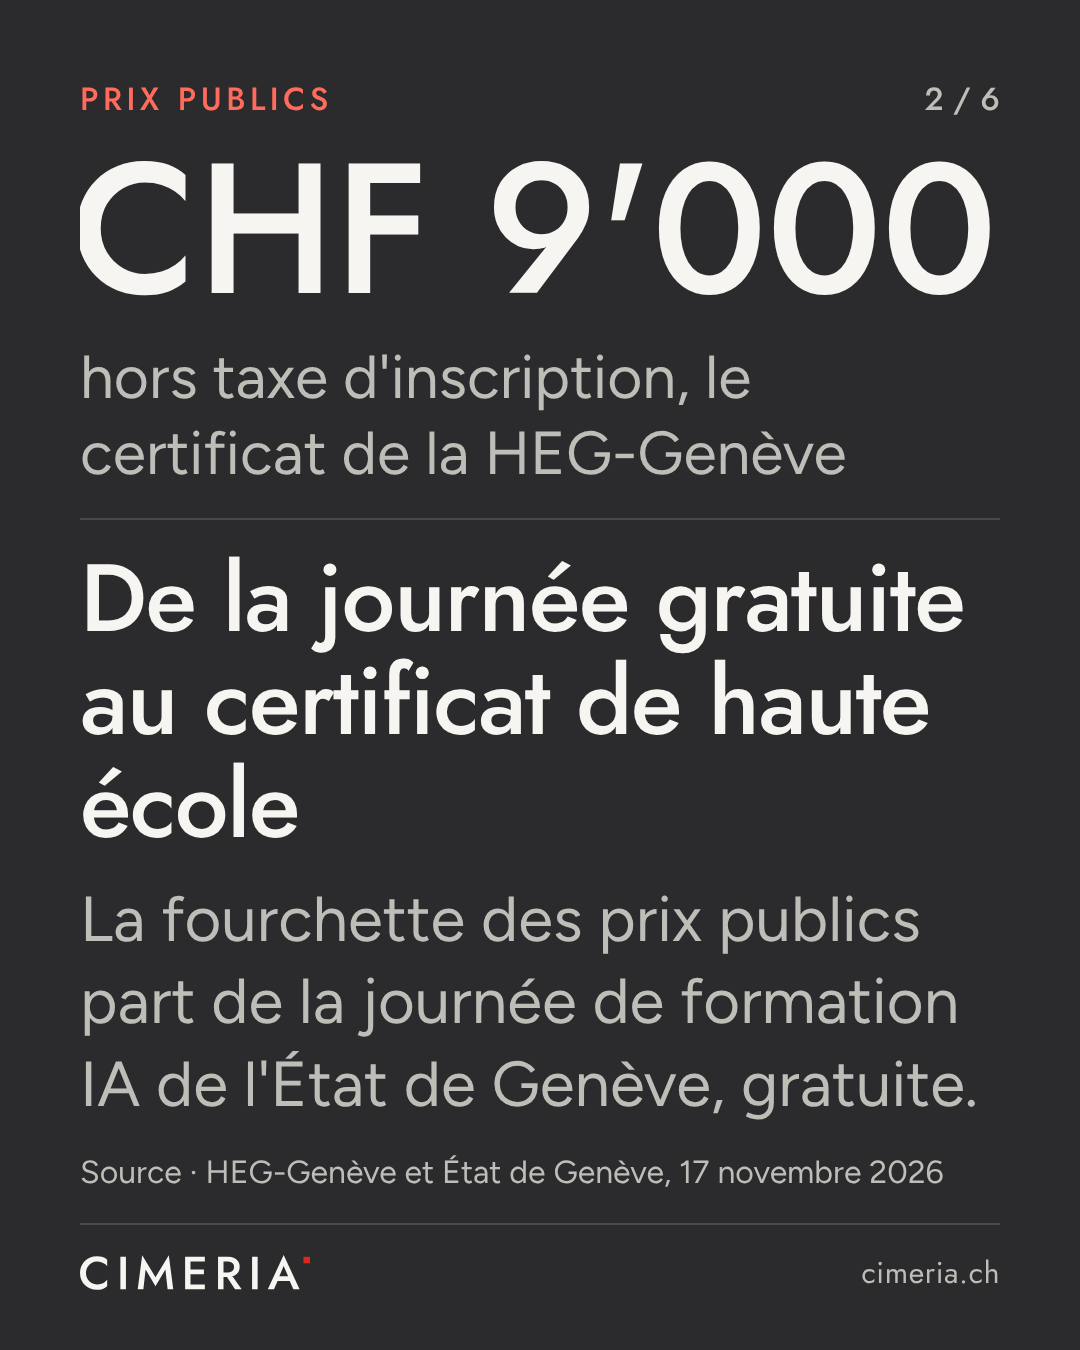 PRIX PUBLICS
2 / 6
CHF 9'000
hors taxe d'inscription, le
certificat de la HEG-Genève
De la journée gratuite
au certificat de haute
école
La fourchette des prix publics
part de la journée de formation
IA de l'État de Genève, gratuite.
Source · HEG-Genève et État de Genève, 17 novembre 2026
CIMERIA
cimeria.ch